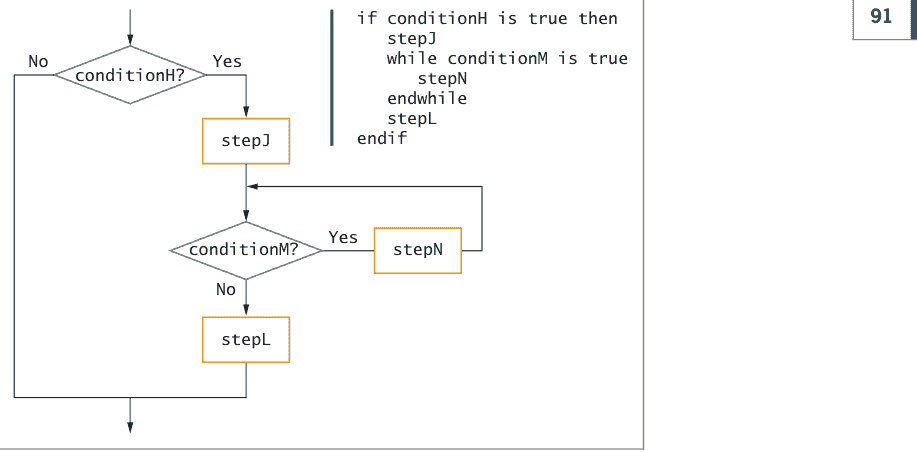 91
if conditionH is true then
stepJ
while conditionM is true
stepN
endwhile
stepL
endif
No
conditionH?
Yes
stepJ
conditionM?
Yes
stepN
No
stepL